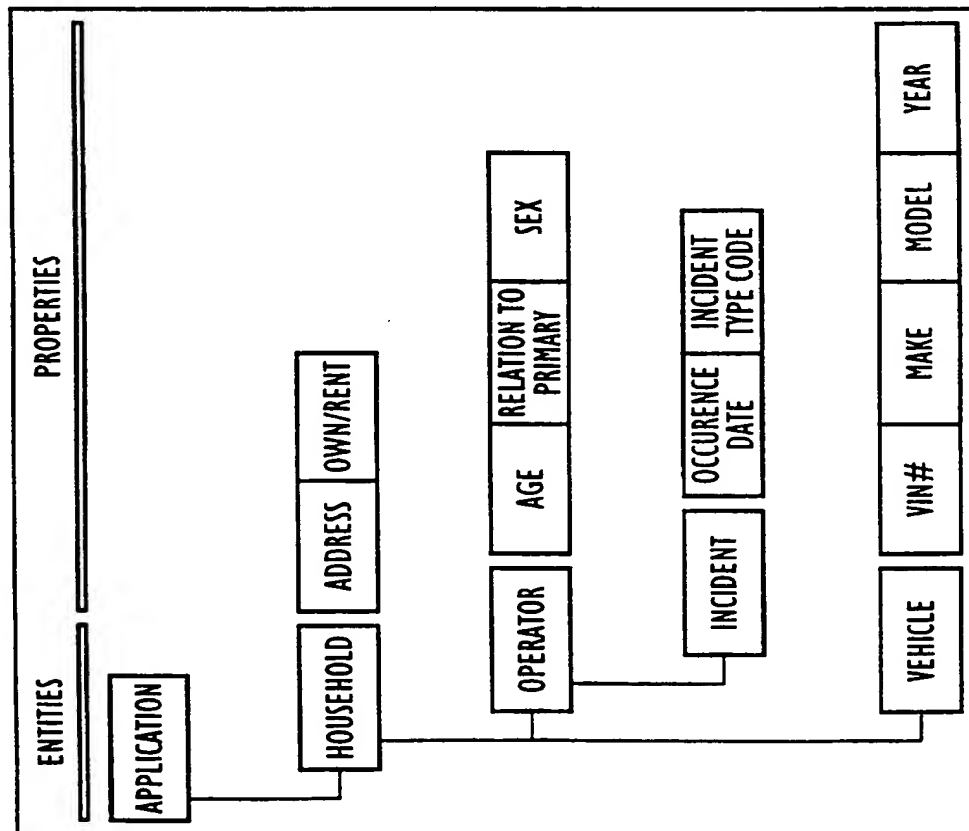 ENTITIES
PROPERTIES
APPLICATION
HOUSEHOLD
ADDRESS
OWN/RENT
OPERATOR
AGE
RELATION TO
PRIMARY
SEX
INCIDENT
OCCURENCE
DATE
INCIDENT
TYPE CODE
VEHICLE
VIN#
MAKE
MODEL
YEAR